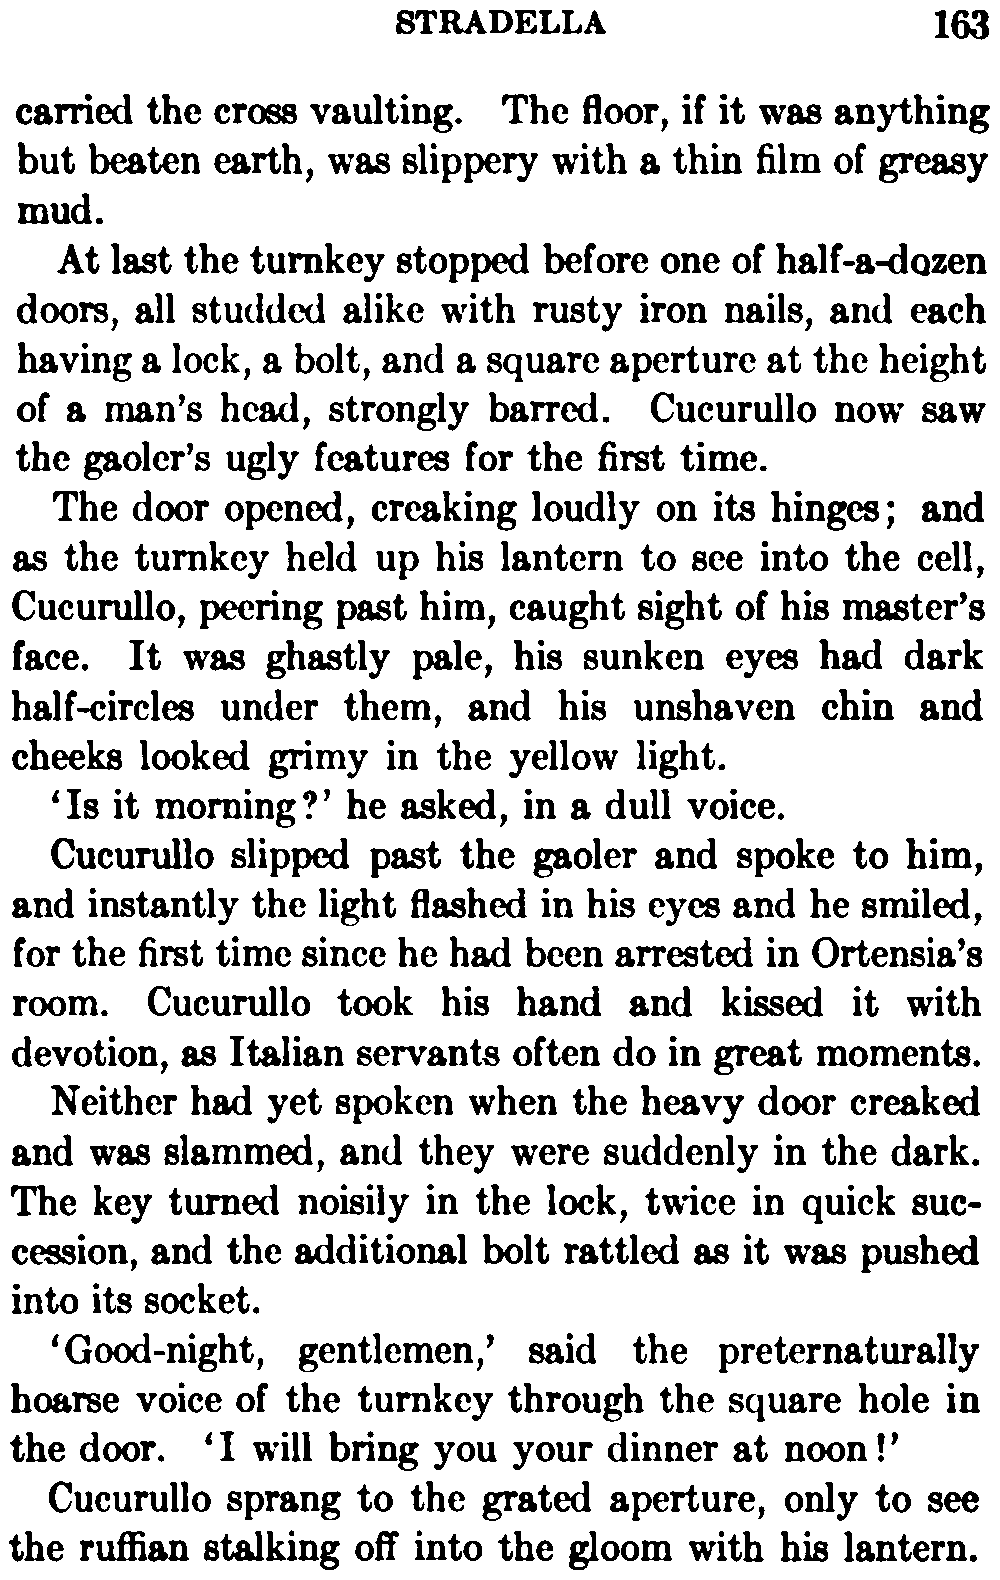 STRADELLA 163
carried the cross vaulting. The floor, if it was anything
but beaten earth, was slippery with a thin film of greasy
mud.
At last the turnkey stopped before one of half-a-dozen
doors, all studded alike with rusty iron nails, and each
having a lock, a bolt, and a square aperture at the height
of a man's head, strongly barred. Cucurullo now saw
the gaoler's ugly features for the first time.
The door opened, creaking loudly on its hinges; and
as the turnkey held up his lantern to see into the cell,
Cucurullo, peering past him, caught sight of his master's
face. It was ghastly pale, his sunken eyes had dark
half-circles under them, and his unshaven chin and
cheeks looked grimy in the yellow light.
'Is it morning?' he asked, in a dull voice.
Cucurullo slipped past the gaoler and spoke to him,
and instantly the light flashed in his eyes and he smiled,
for the first time since he had been arrested in Ortensia's
room. Cucurullo took his hand and kissed it with
devotion, as Italian servants often do in great moments.
Neither had yet spoken when the heavy door creaked
and was slammed, and they were suddenly in the dark.
The key turned noisily in the lock, twice in quick suc-
cession, and the additional bolt rattled as it was pushed
into its socket.
'Good-night, gentlemen,' said the preternaturally
hoarse voice of the turnkey through the square hole in
the door. 'I will bring you your dinner at noon!'
Cucurullo sprang to the grated aperture, only to see
the ruffian stalking off into the gloom with his lantern.